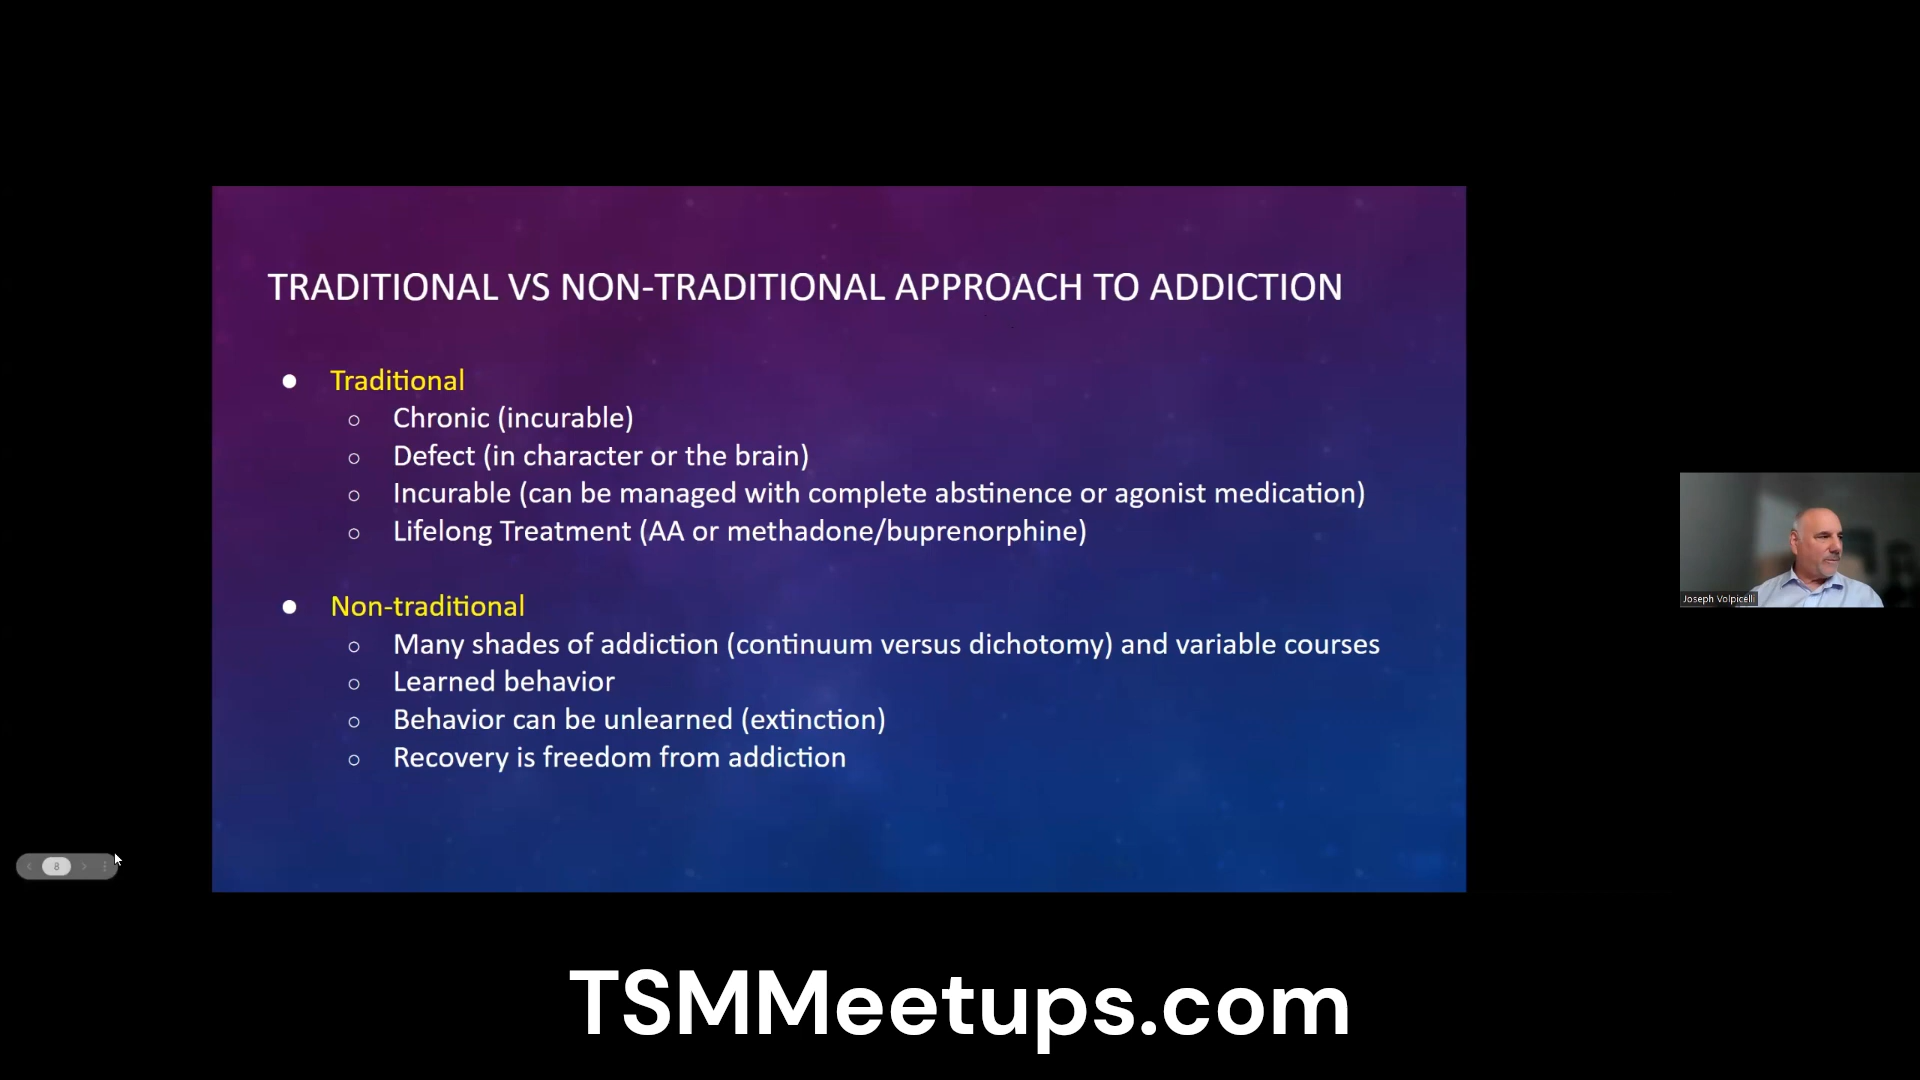 TRADITIONAL VS NON-TRADITIONAL APPROACH TO ADDICTION
● Traditional
○ Chronic (incurable)
○ Defect (in character or the brain)
○ Incurable (can be managed with complete abstinence or agonist medication)
○ Lifelong Treatment (AA or methadone/buprenorphine)
● Non-traditional
○ Many shades of addiction (continuum versus dichotomy) and variable courses
○ Learned behavior
○ Behavior can be unlearned (extinction)
○ Recovery is freedom from addiction
Joseph Volpicelli
8
TSMMeetups.com